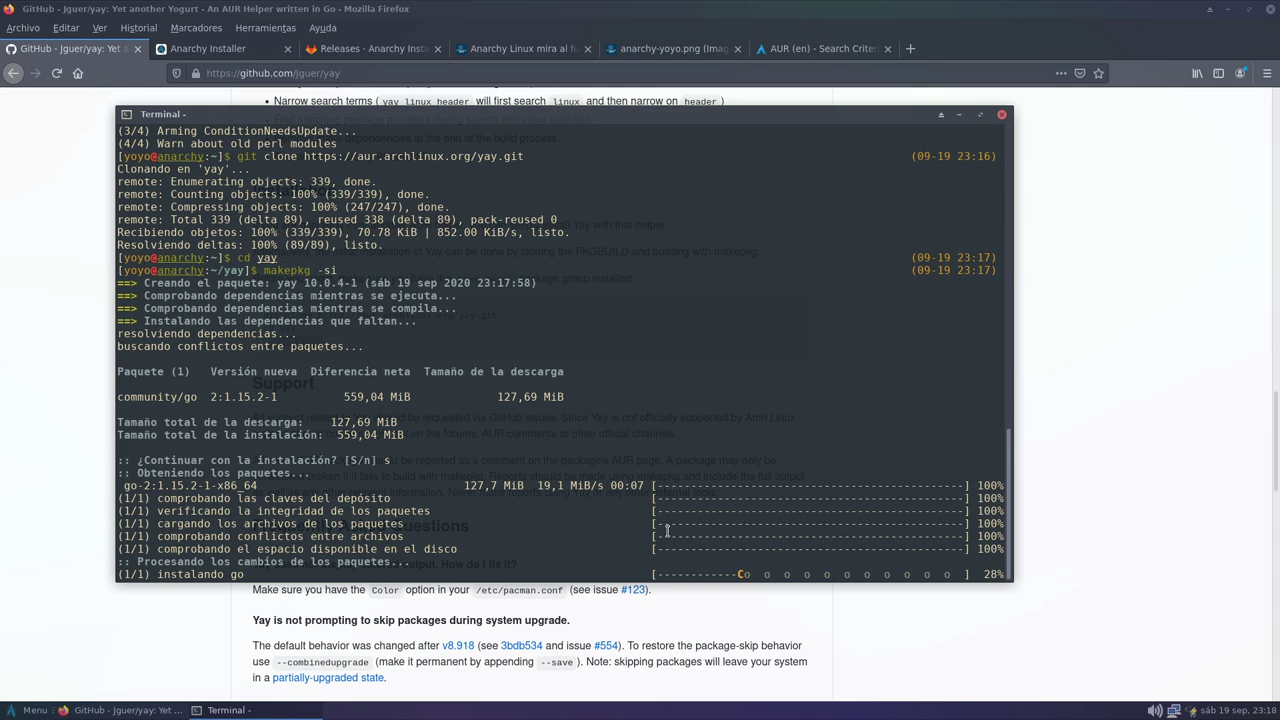 GitHub - Jguer/yay: Yet another Yogurt - An AUR Helper written in Go - Mozilla Firefox
Archivo Editar Ver Historial Marcadores Herramientas Ayuda
GitHub - Jguer/yay: Yet a
Anarchy Installer
Releases · Anarchy Insta
Anarchy Linux mira al fu
anarchy-yoyo.png (Imag
AUR (en) - Search Criter
https://github.com/Jguer/yay
Narrow search terms ( yay linux header will first search linux and then narrow on header )
Terminal -
(3/4) Arming ConditionNeedsUpdate...
(4/4) Warn about old perl modules
[yoyo@anarchy:~]$ git clone https://aur.archlinux.org/yay.git (09-19 23:16)
Clonando en 'yay'...
remote: Enumerating objects: 339, done.
remote: Counting objects: 100% (339/339), done.
remote: Compressing objects: 100% (247/247), done.
remote: Total 339 (delta 89), reused 338 (delta 89), pack-reused 0
Recibiendo objetos: 100% (339/339), 70.78 KiB | 852.00 KiB/s, listo.
Resolviendo deltas: 100% (89/89), listo.
[yoyo@anarchy:~]$ cd yay (09-19 23:17)
[yoyo@anarchy:~/yay]$ makepkg -si (09-19 23:17)
==> Creando el paquete: yay 10.0.4-1 (sáb 19 sep 2020 23:17:58)
==> Comprobando dependencias mientras se ejecuta...
==> Comprobando dependencias mientras se compila...
==> Instalando las dependencias que faltan...
resolviendo dependencias...
buscando conflictos entre paquetes...
Paquete (1) Versión nueva Diferencia neta Tamaño de la descarga
community/go 2:1.15.2-1 559,04 MiB 127,69 MiB
Tamaño total de la descarga: 127,69 MiB
Tamaño total de la instalación: 559,04 MiB
:: ¿Continuar con la instalación? [S/n] s
:: Obteniendo los paquetes...
go-2:1.15.2-1-x86_64 127,7 MiB 19,1 MiB/s 00:07 [------------------------------------------] 100%
(1/1) comprobando las claves del depósito [------------------------------------------] 100%
(1/1) verificando la integridad de los paquetes [------------------------------------------] 100%
(1/1) cargando los archivos de los paquetes [------------------------------------------] 100%
(1/1) comprobando conflictos entre archivos [------------------------------------------] 100%
(1/1) comprobando el espacio disponible en el disco [------------------------------------------] 100%
:: Procesando los cambios de los paquetes...
(1/1) instalando go [------------Co o o o o o o o o o o ] 28%
Support
Make sure you have the Color option in your /etc/pacman.conf (see issue #123).
Yay is not prompting to skip packages during system upgrade.
The default behavior was changed after v8.918 (see 3bdb534 and issue #554). To restore the package-skip behavior
use --combinedupgrade (make it permanent by appending --save ). Note: skipping packages will leave your system
in a partially-upgraded state.
Menu GitHub - Jguer/yay: Yet ... Terminal - sáb 19 sep, 23:18